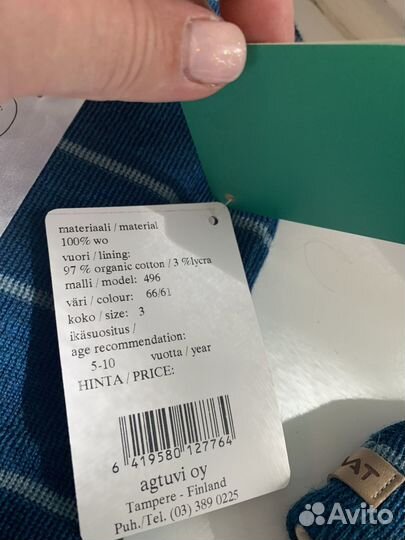 materiaali / material
100% wo
vuori / lining:
97 % organic cotton / 3 %lycra
malli / model: 496
väri / colour: 66/61
koko / size: 3
ikäsuositus /
age recommendation:
5-10 vuotta / year
HINTA / PRICE:
6 419580 127764
agtuvi oy
Tampere - Finland
Puh./Tel. (03) 389 0225
Avito